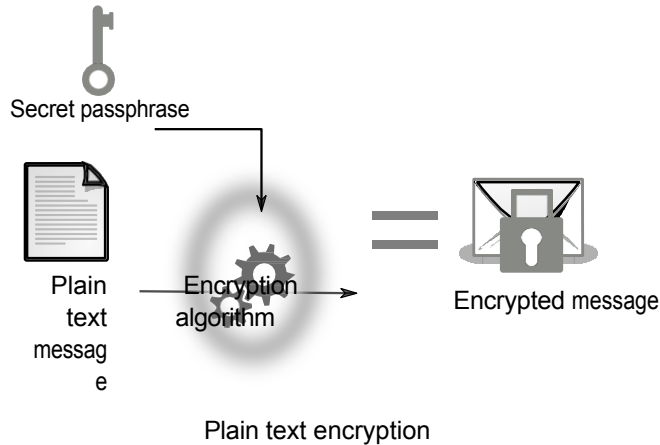 Secret passphrase
Plain
text
messag
e
Encryption
algorithm
Encrypted message
Plain text encryption